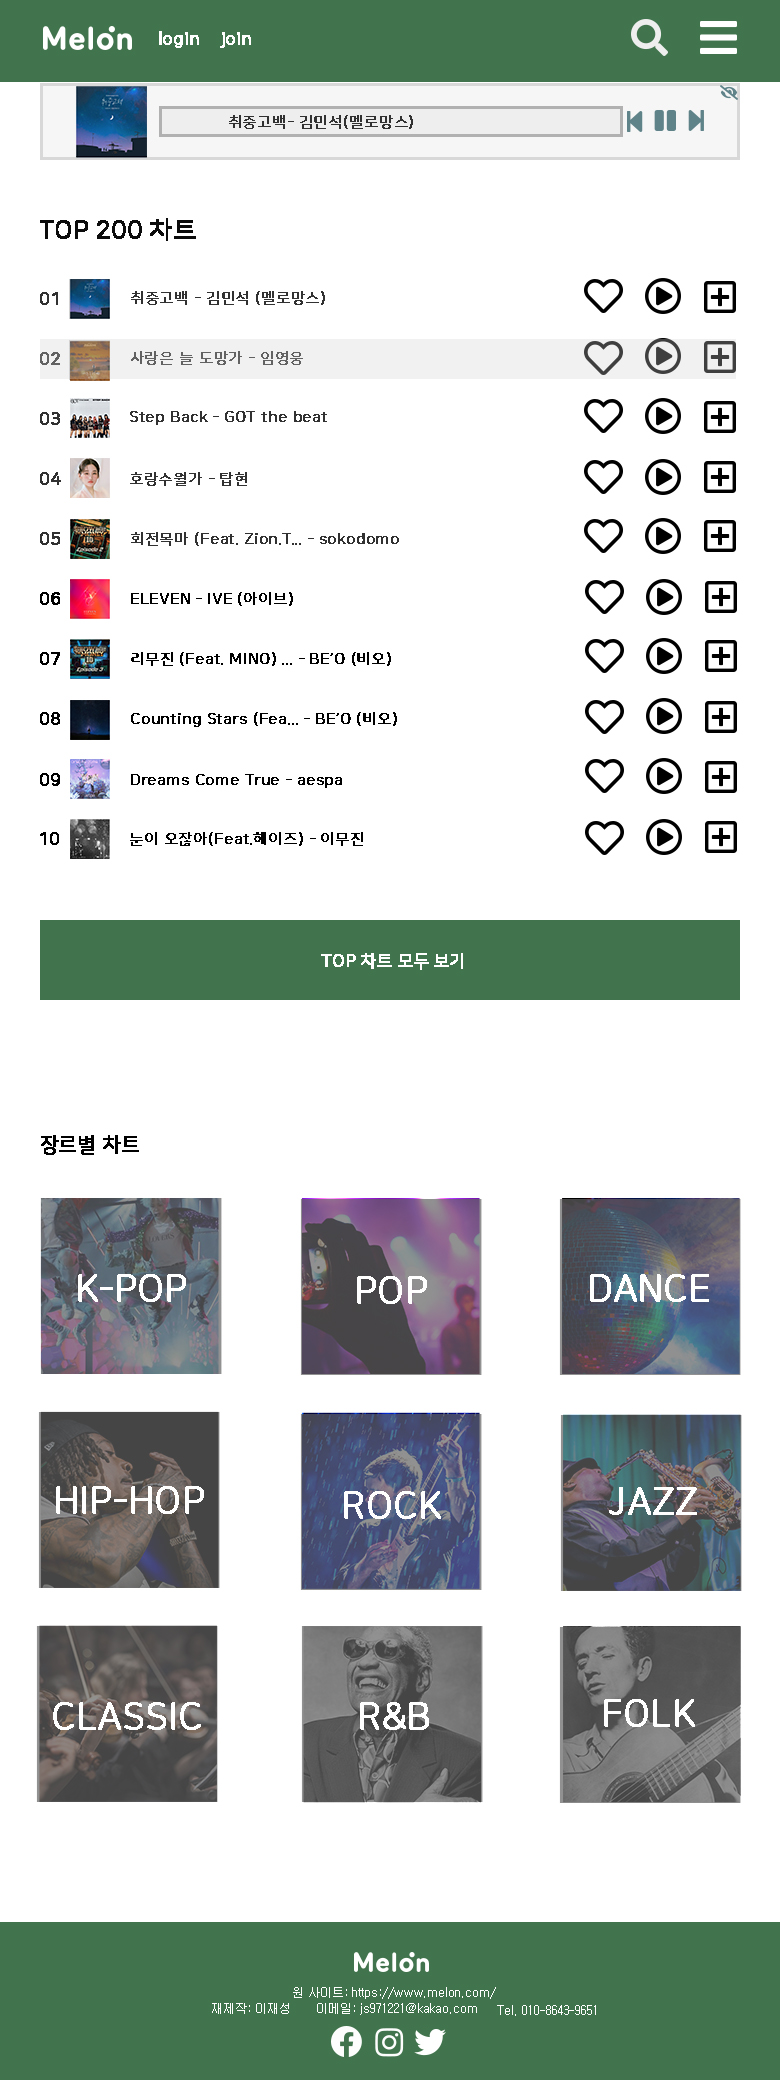 Melon login join
취중고백- 김민석(멜로망스)
TOP 200 차트
01 취중고백 - 김민석 (멜로망스)
02 사랑은 늘 도망가 - 임영웅
03 Step Back - GOT the beat
04 호랑수월가 - 탑현
05 회전목마 (Feat. Zion.T... - sokodomo
06 ELEVEN - IVE (아이브)
07 리무진 (Feat. MINO) ... - BE'O (비오)
08 Counting Stars (Fea... - BE'O (비오)
09 Dreams Come True - aespa
10 눈이 오잖아(Feat.헤이즈) - 이무진
TOP 차트 모두 보기
장르별 차트
K-POP POP DANCE
HIP-HOP ROCK JAZZ
CLASSIC R&B FOLK
Melon
원 사이트: https://www.melon.com/
재제작: 이재성 이메일: js971221@kakao.com Tel. 010-8643-9651